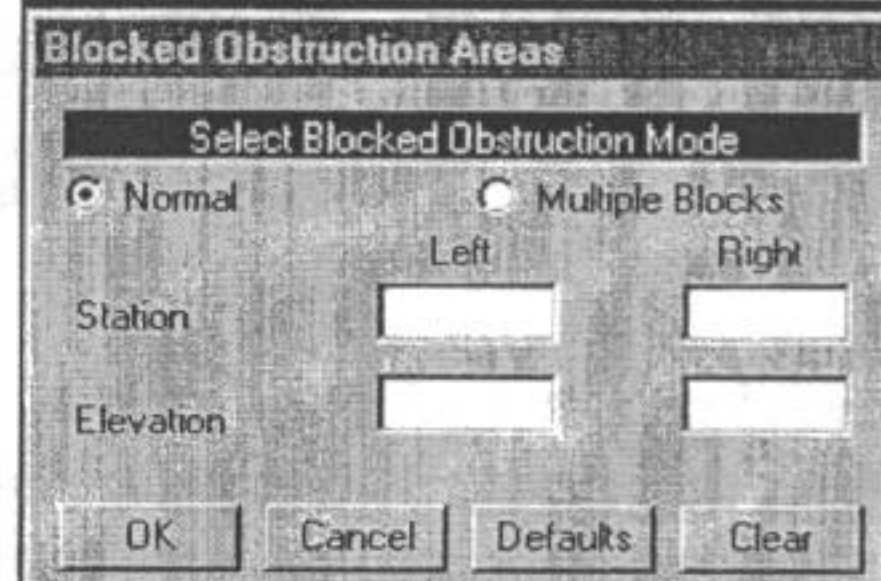 Blocked Obstruction Areas
Select Blocked Obstruction Mode
Normal Multiple Blocks
Left Right
Station
Elevation
OK Cancel Defaults Clear